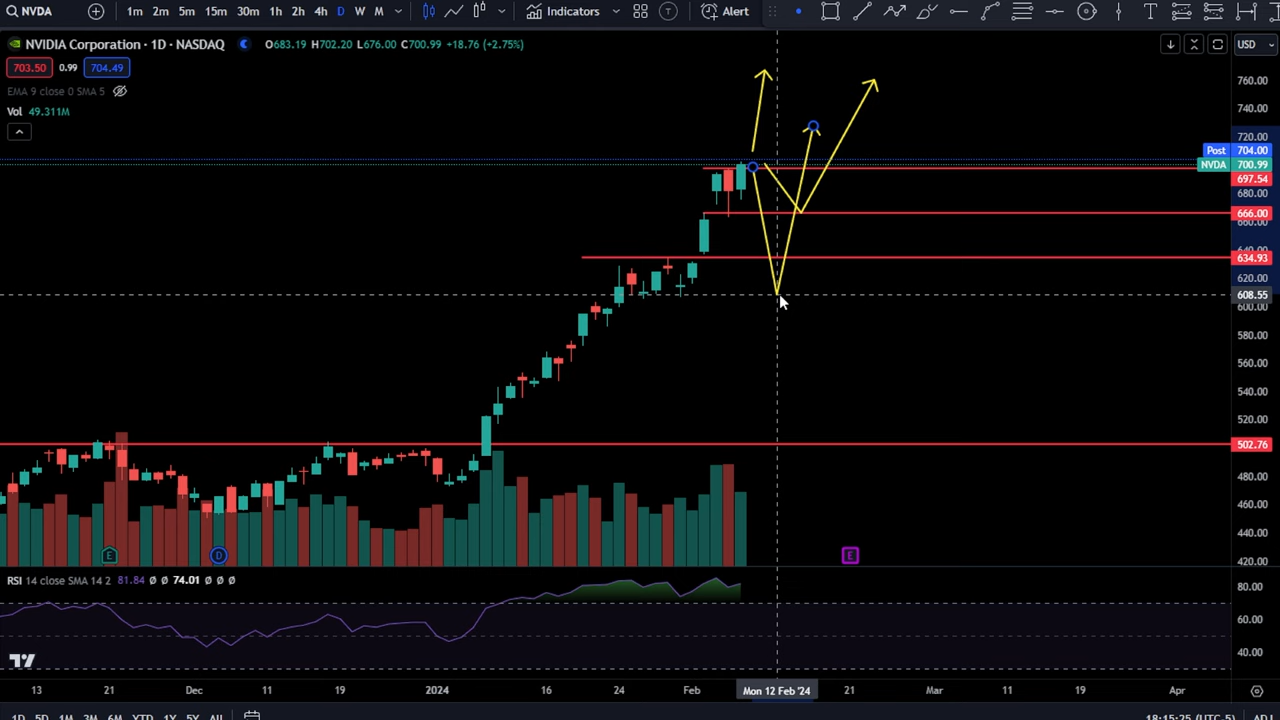 NVDA 1m 2m 5m 15m 30m 1h 2h 4h D W M Indicators Alert
NVIDIA Corporation · 1D · NASDAQ O683.19 H702.20 L676.00 C700.99 +18.76 (+2.75%) USD
703.50 0.99 704.49
EMA 9 close 0 SMA 5
Vol 49.311M
760.00
740.00
720.00
Post 704.00
NVDA 700.99
697.54
680.00
666.00
660.00
640.00
634.93
620.00
608.55
600.00
580.00
560.00
540.00
520.00
502.76
480.00
460.00
440.00
420.00
E D E
RSI 14 close SMA 14 2 81.84 Ø Ø 74.01 Ø Ø Ø
80.00
60.00
40.00
13 21 Dec 11 19 2024 16 24 Feb Mon 12 Feb '24 21 Mar 11 19 Apr
1D 5D 1M 3M 6M YTD 1Y 5Y All 18:15:25 (UTC-5) ADJ